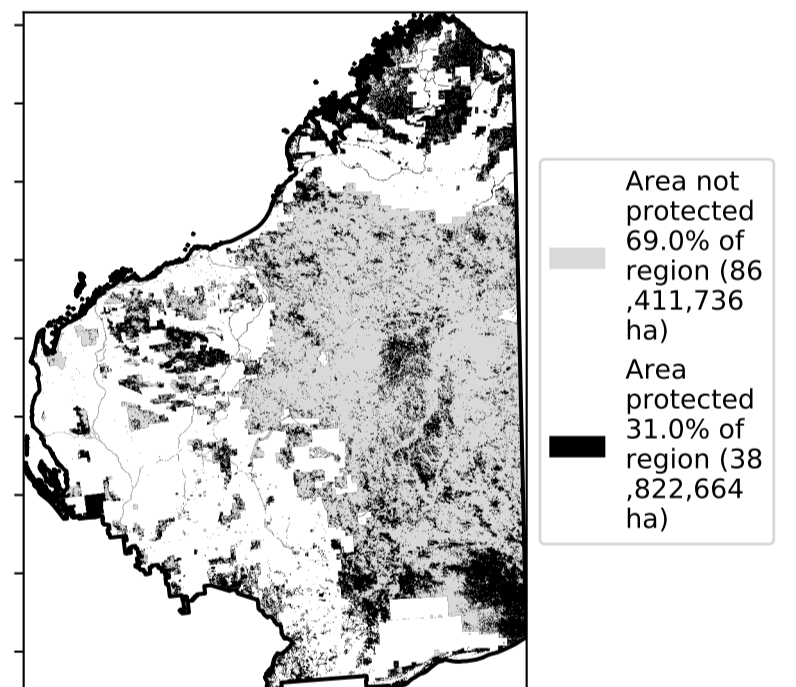 Area not
protected
69.0% of
region (86
,411,736
ha)
Area
protected
31.0% of
region (38
,822,664
ha)